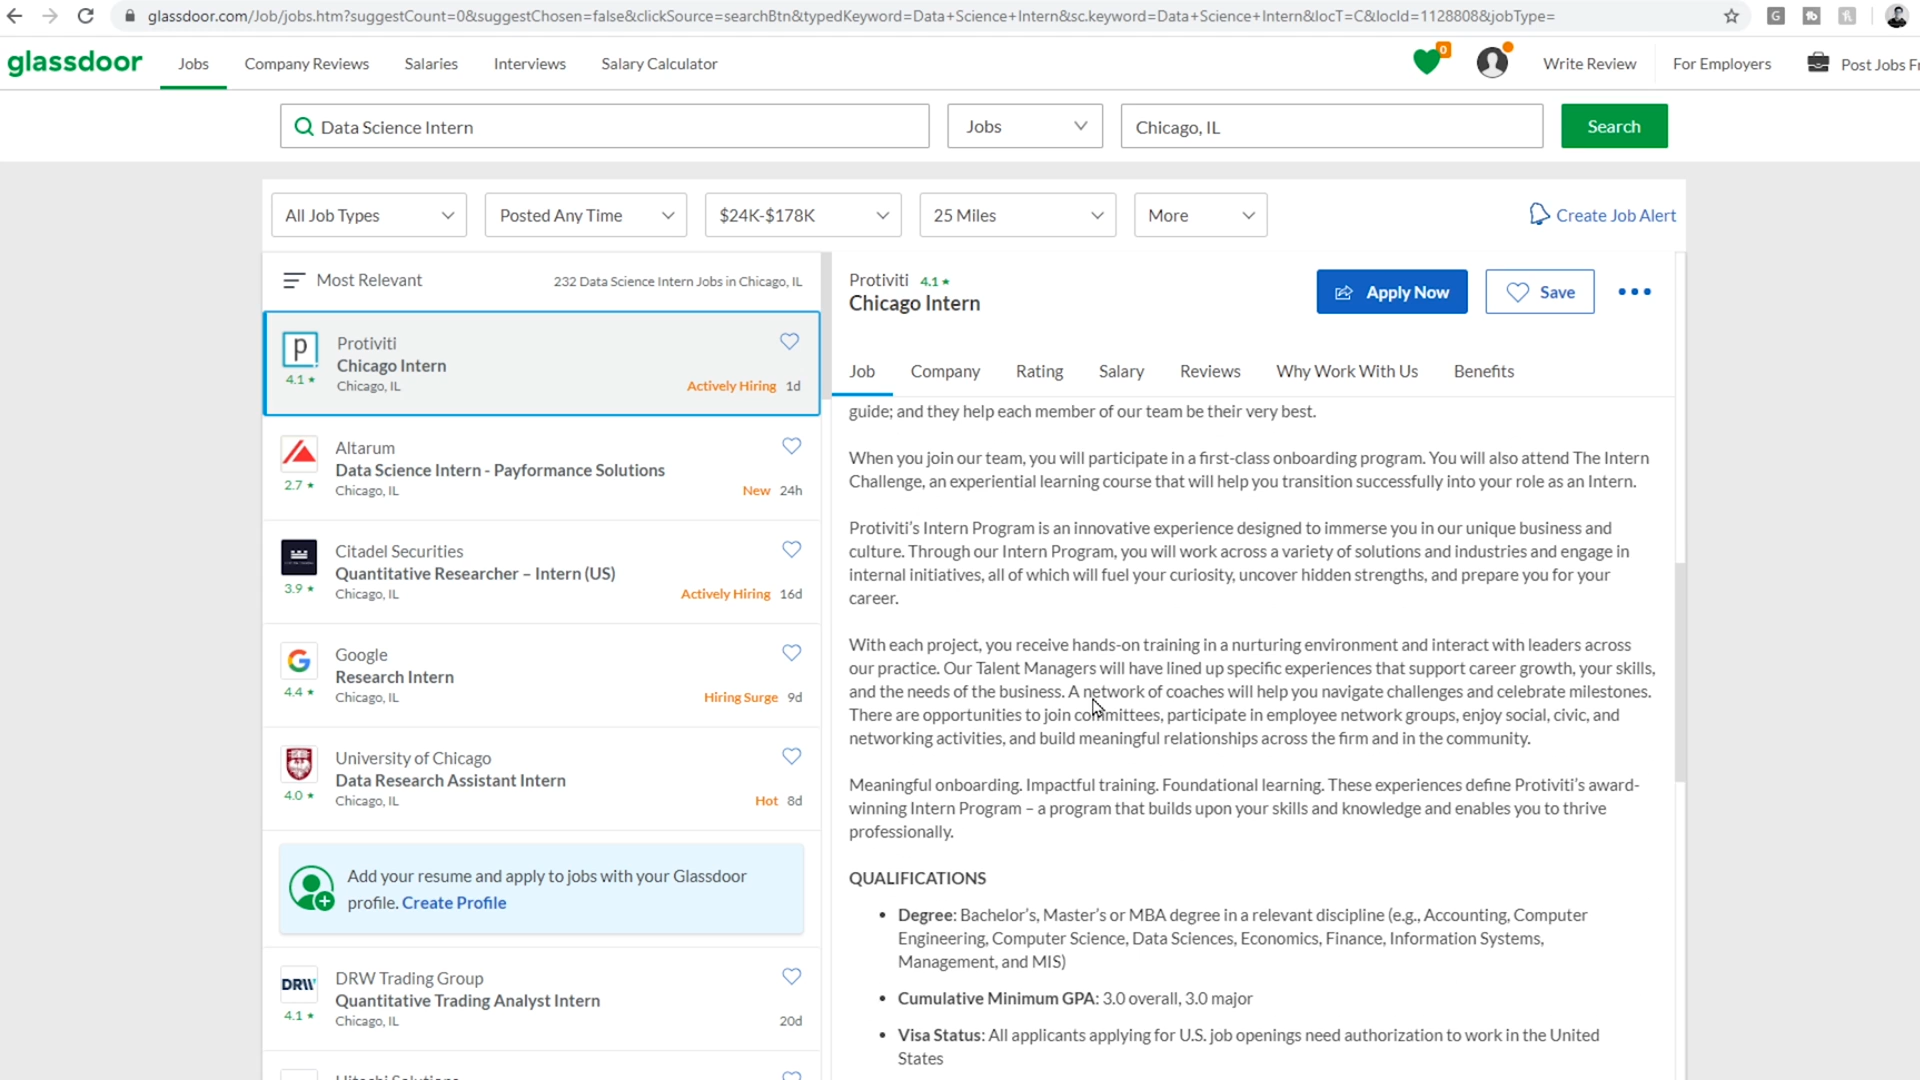 glassdoor.com/Job/jobs.htm?suggestCount=0&suggestChosen=false&clickSource=searchBtn&typedKeyword=Data+Science+Intern&sc.keyword=Data+Science+Intern&locT=C&locId=1128808&jobType=
glassdoor
Jobs
Company Reviews
Salaries
Interviews
Salary Calculator
0
Write Review
For Employers
Post Jobs Fr
Data Science Intern
Jobs
Chicago, IL
Search
All Job Types
Posted Any Time
$24K-$178K
25 Miles
More
Create Job Alert
Most Relevant
232 Data Science Intern Jobs in Chicago, IL
p
Protiviti
Chicago Intern
4.1 ★
Chicago, IL
Actively Hiring 1d
Altarum
Data Science Intern - Payformance Solutions
2.7 ★
Chicago, IL
New 24h
Citadel Securities
Quantitative Researcher – Intern (US)
3.9 ★
Chicago, IL
Actively Hiring 16d
G
Google
Research Intern
4.4 ★
Chicago, IL
Hiring Surge 9d
University of Chicago
Data Research Assistant Intern
4.0 ★
Chicago, IL
Hot 8d
Add your resume and apply to jobs with your Glassdoor
profile. Create Profile
DRW
DRW Trading Group
Quantitative Trading Analyst Intern
4.1 ★
Chicago, IL
20d
Protiviti 4.1 ★
Chicago Intern
Apply Now
Save
Job
Company
Rating
Salary
Reviews
Why Work With Us
Benefits
guide; and they help each member of our team be their very best.
When you join our team, you will participate in a first-class onboarding program. You will also attend The Intern
Challenge, an experiential learning course that will help you transition successfully into your role as an Intern.
Protiviti's Intern Program is an innovative experience designed to immerse you in our unique business and
culture. Through our Intern Program, you will work across a variety of solutions and industries and engage in
internal initiatives, all of which will fuel your curiosity, uncover hidden strengths, and prepare you for your
career.
With each project, you receive hands-on training in a nurturing environment and interact with leaders across
our practice. Our Talent Managers will have lined up specific experiences that support career growth, your skills,
and the needs of the business. A network of coaches will help you navigate challenges and celebrate milestones.
There are opportunities to join committees, participate in employee network groups, enjoy social, civic, and
networking activities, and build meaningful relationships across the firm and in the community.
Meaningful onboarding. Impactful training. Foundational learning. These experiences define Protiviti's award-
winning Intern Program – a program that builds upon your skills and knowledge and enables you to thrive
professionally.
QUALIFICATIONS
• Degree: Bachelor's, Master's or MBA degree in a relevant discipline (e.g., Accounting, Computer
Engineering, Computer Science, Data Sciences, Economics, Finance, Information Systems,
Management, and MIS)
• Cumulative Minimum GPA: 3.0 overall, 3.0 major
• Visa Status: All applicants applying for U.S. job openings need authorization to work in the United
States